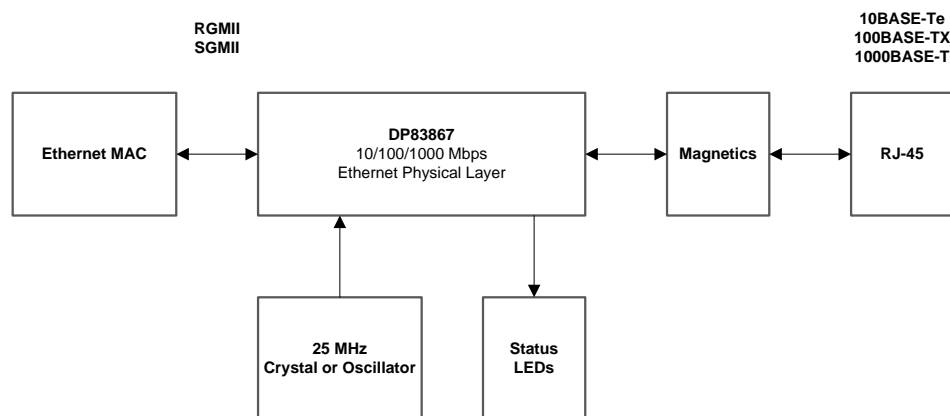 RGMII
SGMII
10BASE-Te
100BASE-TX
1000BASE-T
Ethernet MAC
DP83867
10/100/1000 Mbps
Ethernet Physical Layer
Magnetics
RJ-45
25 MHz
Crystal or Oscillator
Status
LEDs